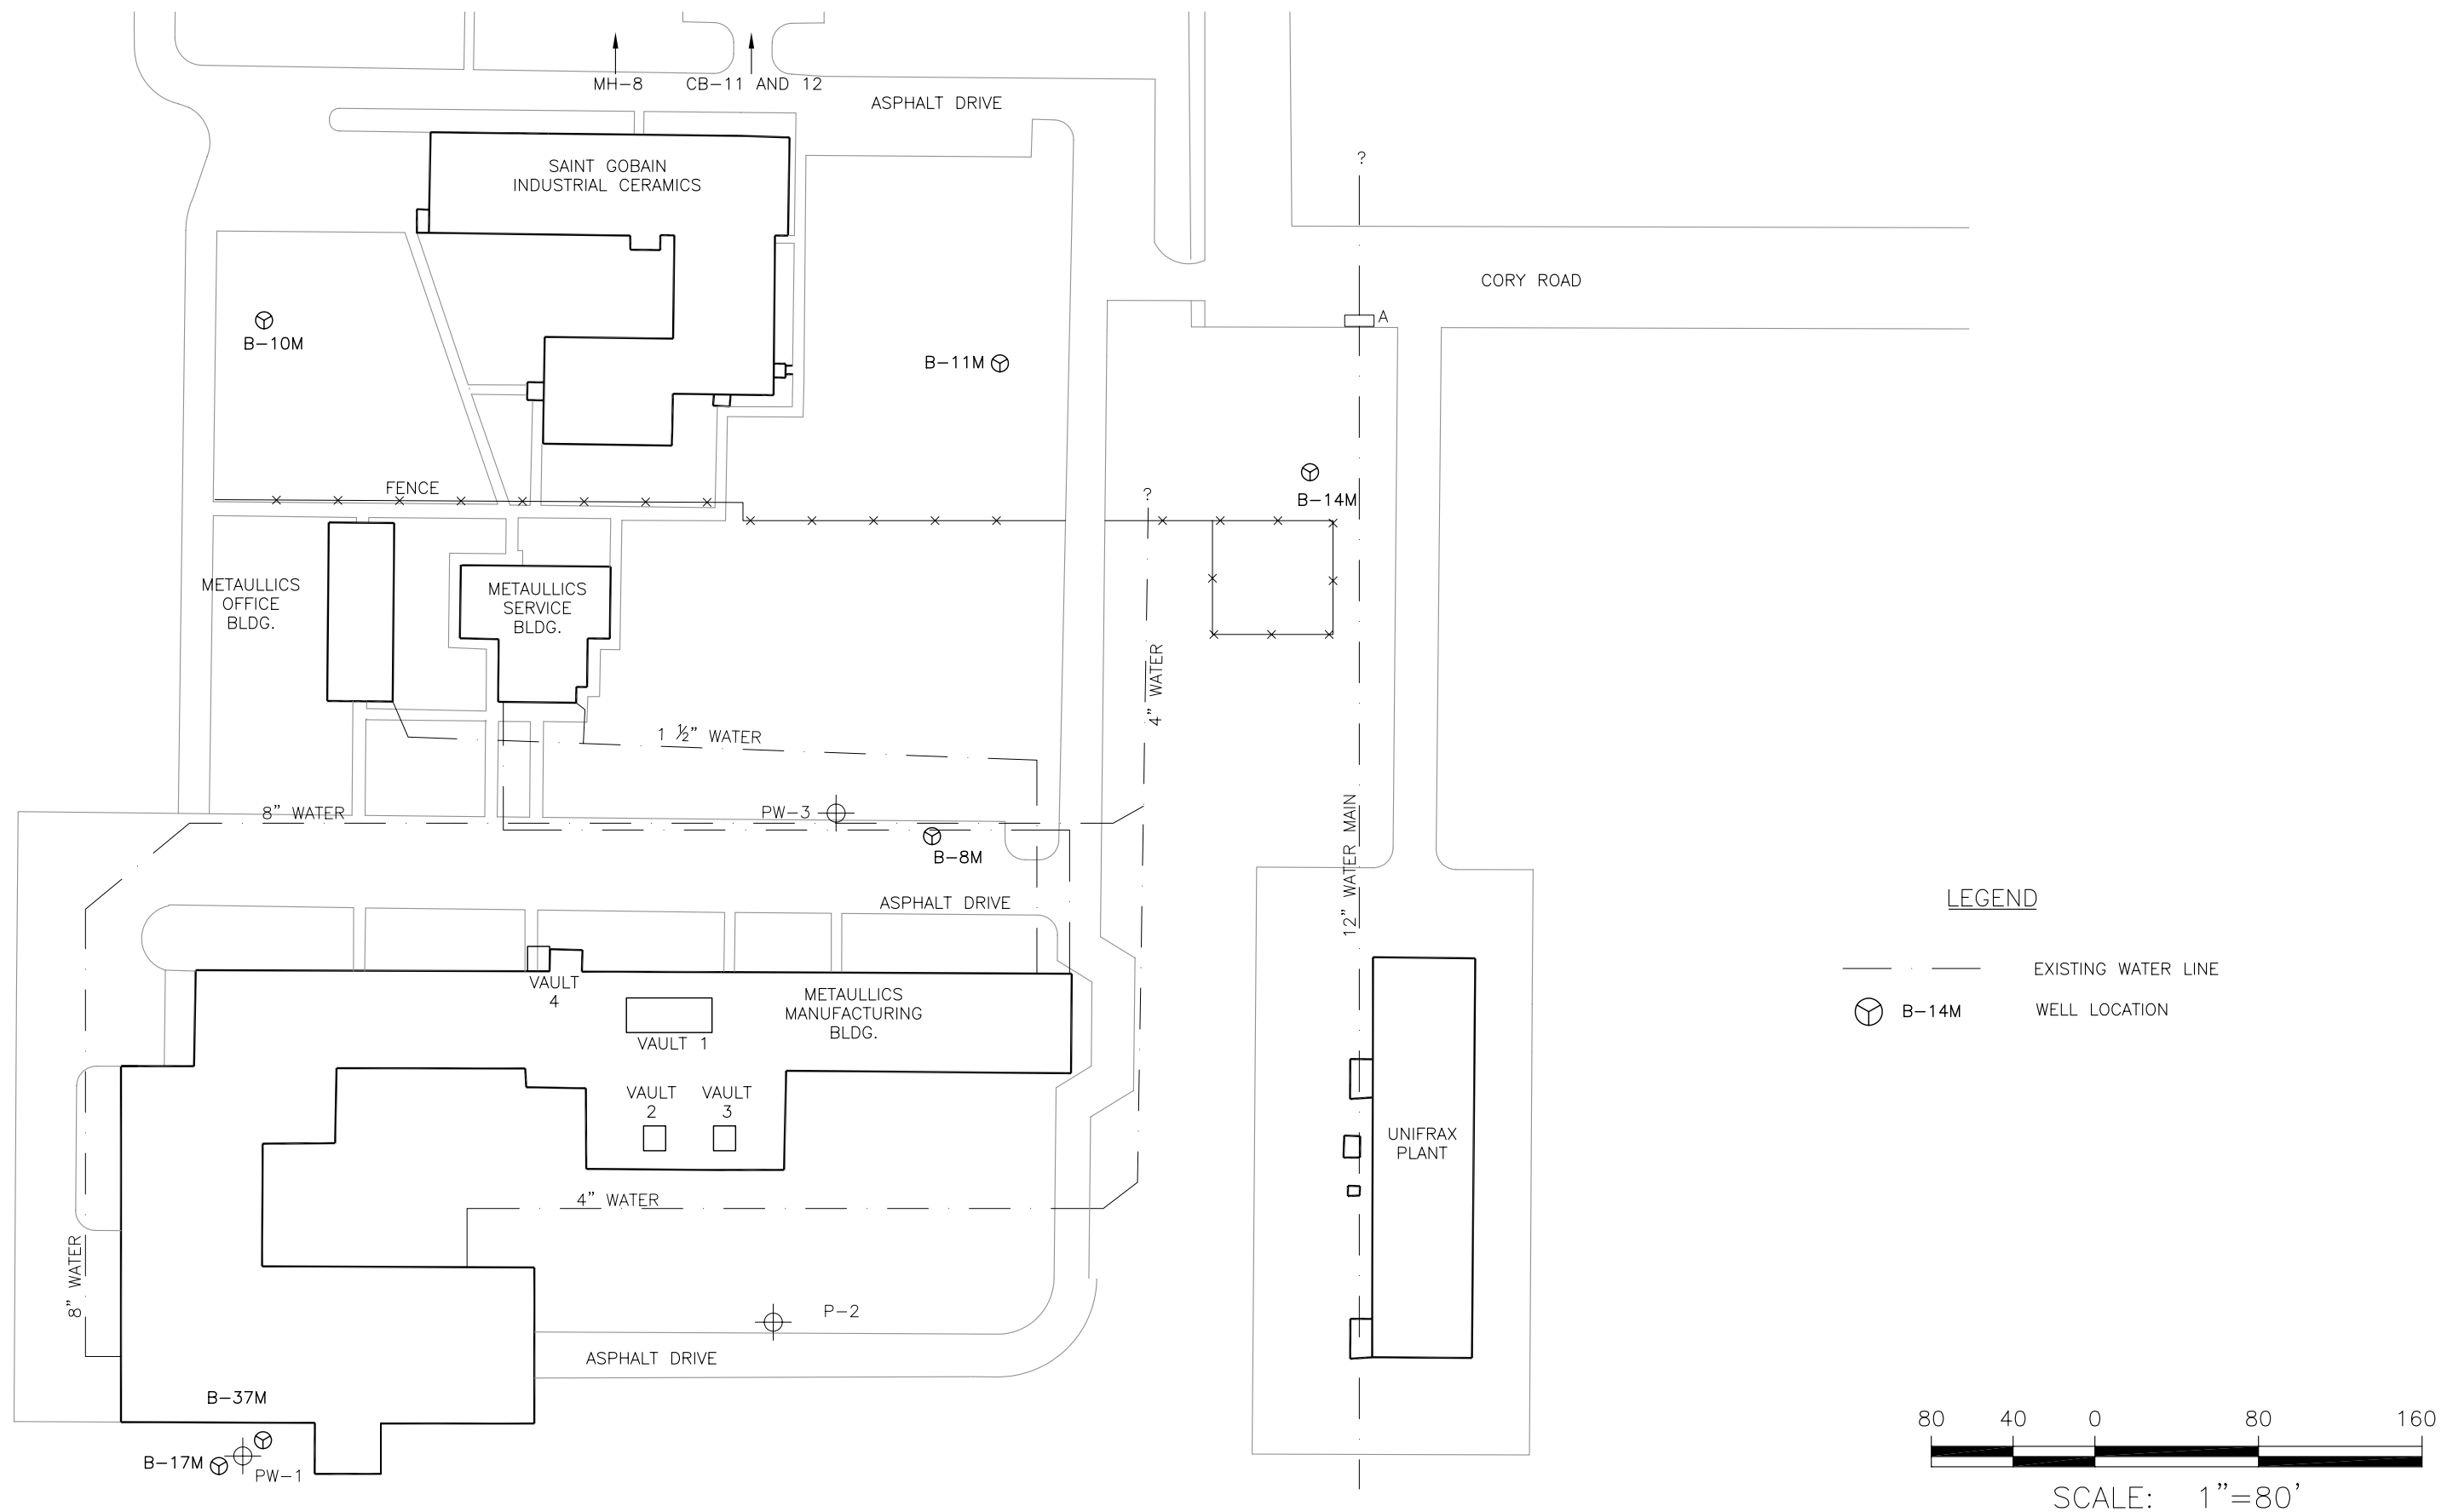 MH-8
CB-11 AND 12
ASPHALT DRIVE
SAINT GOBAIN
INDUSTRIAL CERAMICS
?
CORY ROAD
A
B-10M
B-11M
B-14M
FENCE
?
METAULLICS
OFFICE
BLDG.
METAULLICS
SERVICE
BLDG.
4" WATER
1 ½" WATER
8" WATER
PW-3
B-8M
12" WATER MAIN
ASPHALT DRIVE
LEGEND
EXISTING WATER LINE
B-14M WELL LOCATION
VAULT
4
METAULLICS
MANUFACTURING
BLDG.
VAULT 1
VAULT
2
VAULT
3
UNIFRAX
PLANT
4" WATER
8" WATER
P-2
ASPHALT DRIVE
B-37M
B-17M
PW-1
80 40 0 80 160
SCALE: 1"=80'